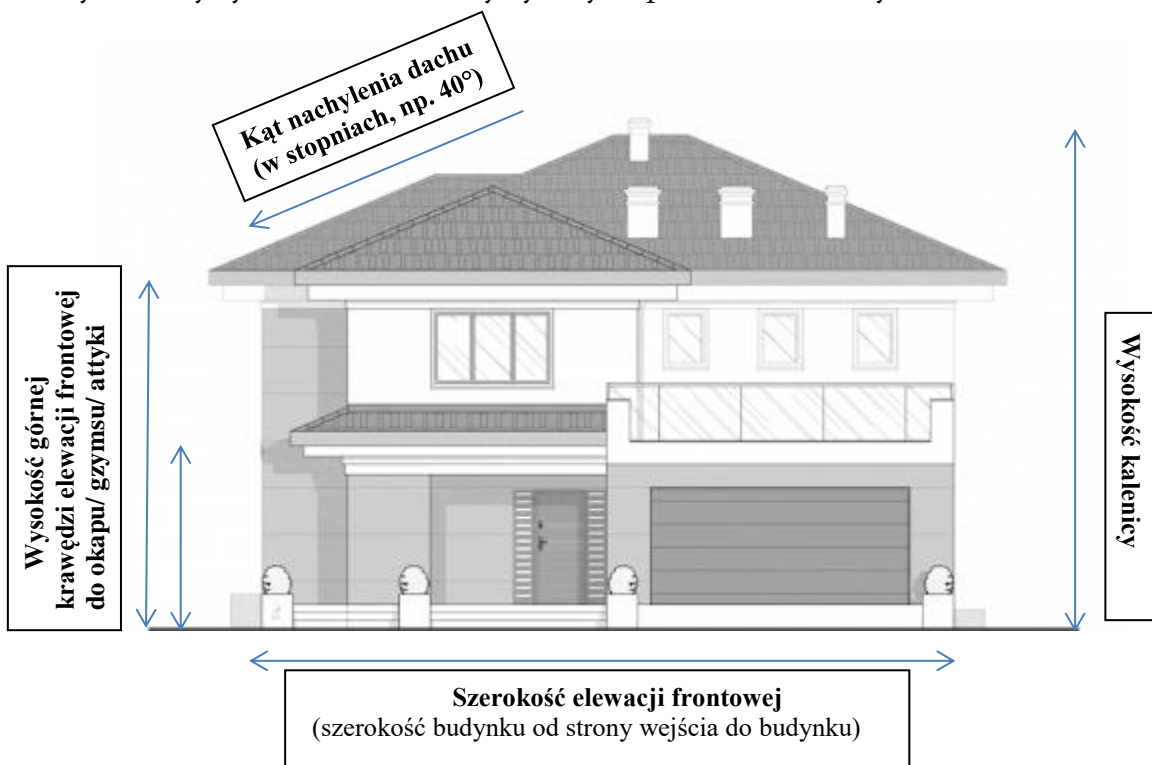 Kąt nachylenia dachu
(w stopniach, np. 40°)
Wysokość górnej
krawędzi elewacji frontowej
do okapu/ gzymsu/ attyki
Wysokość kalenicy
Szerokość elewacji frontowej
(szerokość budynku od strony wejścia do budynku)